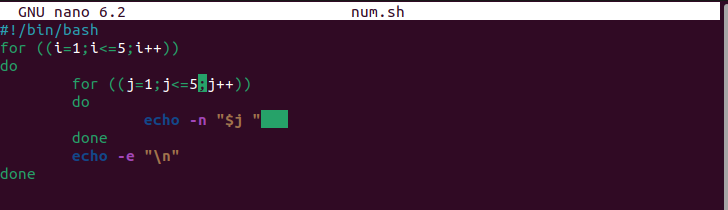 GNU nano 6.2 num.sh
#!/bin/bash
for ((i=1;i<=5;i++))
do
        for ((j=1;j<=5;j++))
        do
                echo -n "$j "
        done
        echo -e "\n"
done